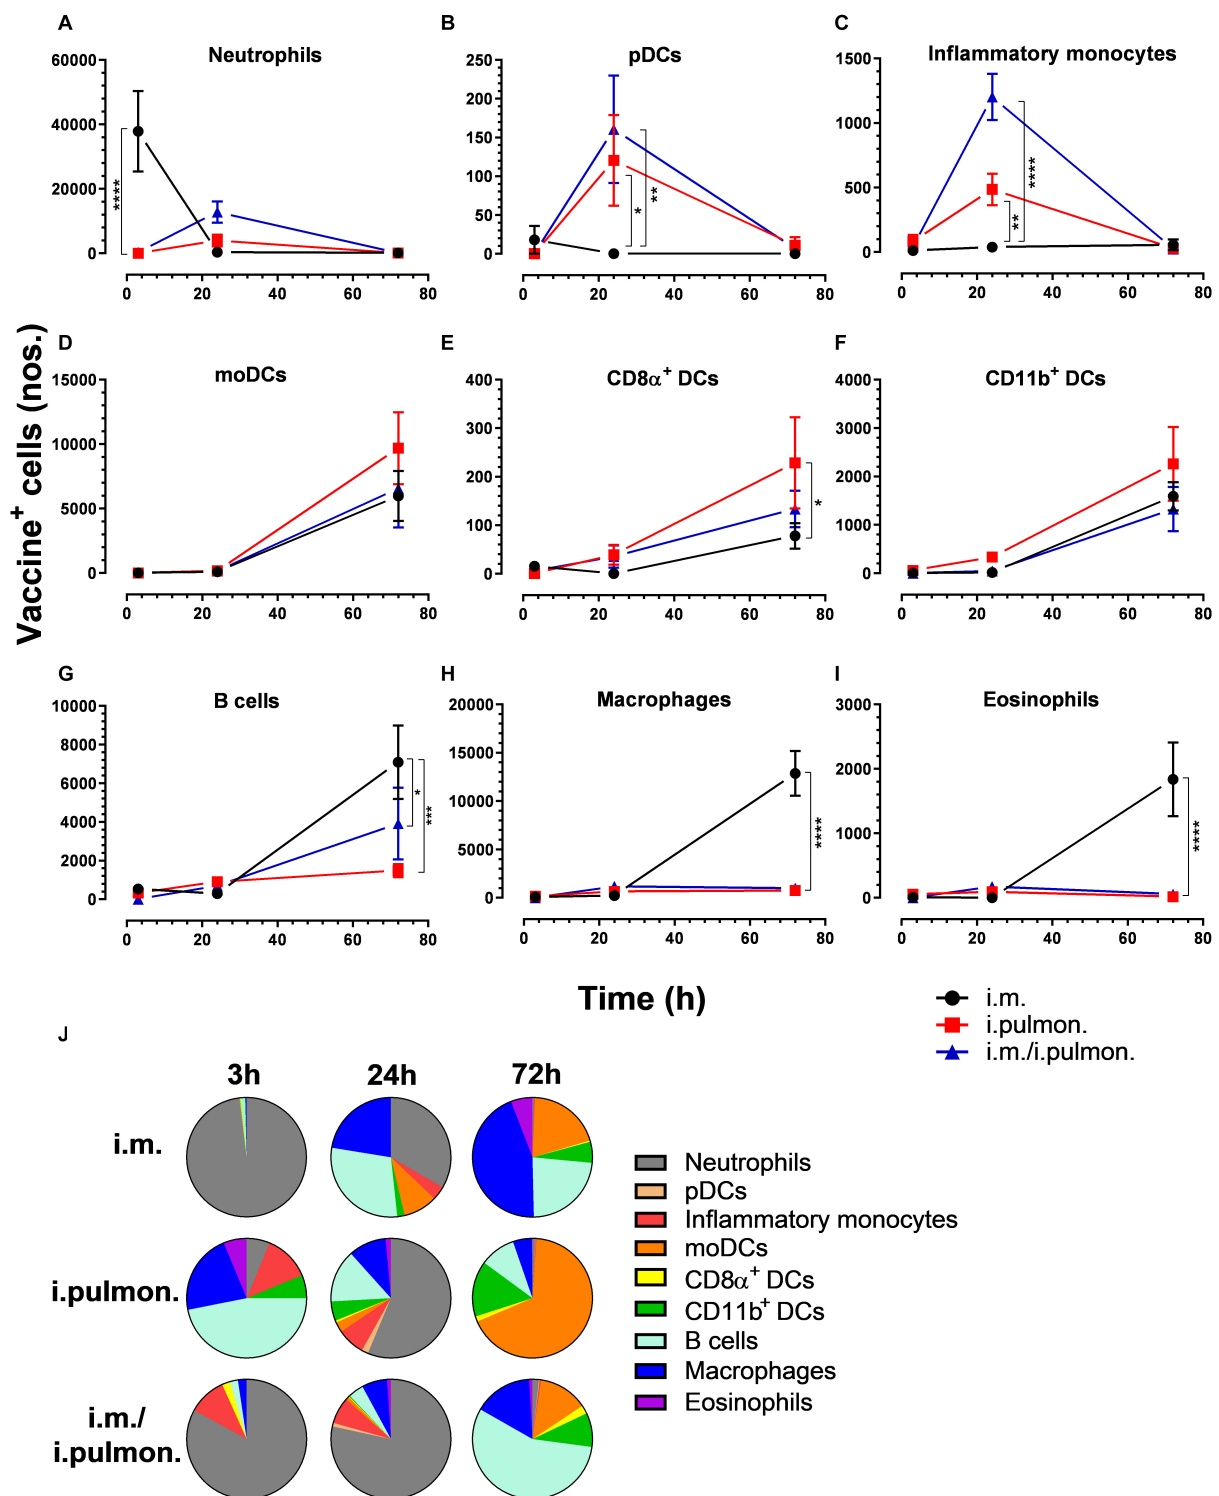 A
B
C
Neutrophils
pDCs
Inflammatory monocytes
60000
40000
20000
0
****
0 20 40 60 80
250
200
150
100
50
0
*
**
0 20 40 60 80
1500
1000
500
0
**
****
0 20 40 60 80
Vaccine+ cells (nos.)
D
E
F
moDCs
CD8α+ DCs
CD11b+ DCs
15000
10000
5000
0
0 20 40 60 80
400
300
200
100
0
*
0 20 40 60 80
4000
3000
2000
1000
0
0 20 40 60 80
G
H
I
B cells
Macrophages
Eosinophils
10000
8000
6000
4000
2000
0
*
***
0 20 40 60 80
20000
15000
10000
5000
0
****
0 20 40 60 80
3000
2000
1000
0
****
0 20 40 60 80
Time (h)
i.m.
i.pulmon.
i.m./i.pulmon.
J
3h 24h 72h
i.m.
i.pulmon.
i.m./
i.pulmon.
Neutrophils
pDCs
Inflammatory monocytes
moDCs
CD8α+ DCs
CD11b+ DCs
B cells
Macrophages
Eosinophils